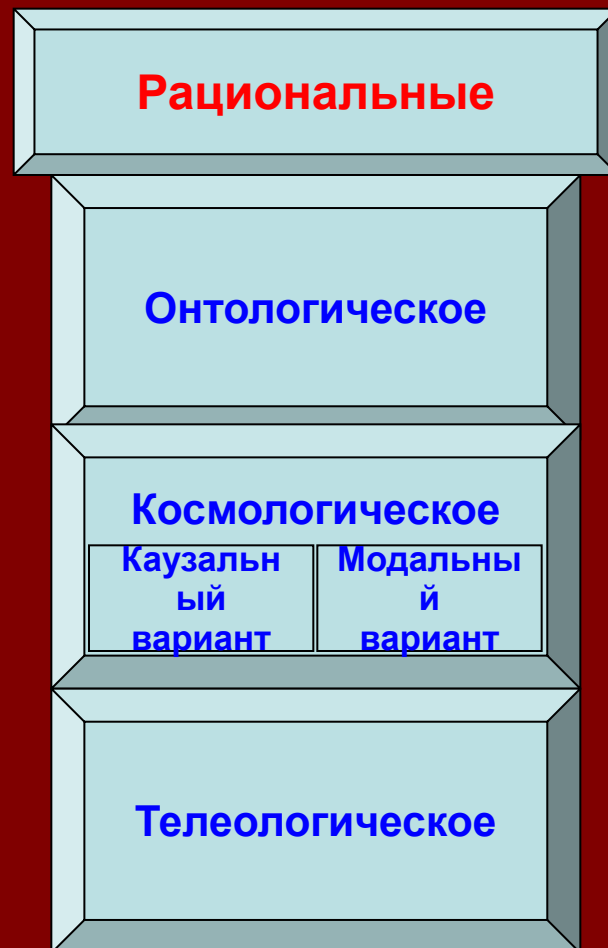 Рациональные
Онтологическое
Космологическое
Каузальн
ый
вариант
Модальны
й
вариант
Телеологическое